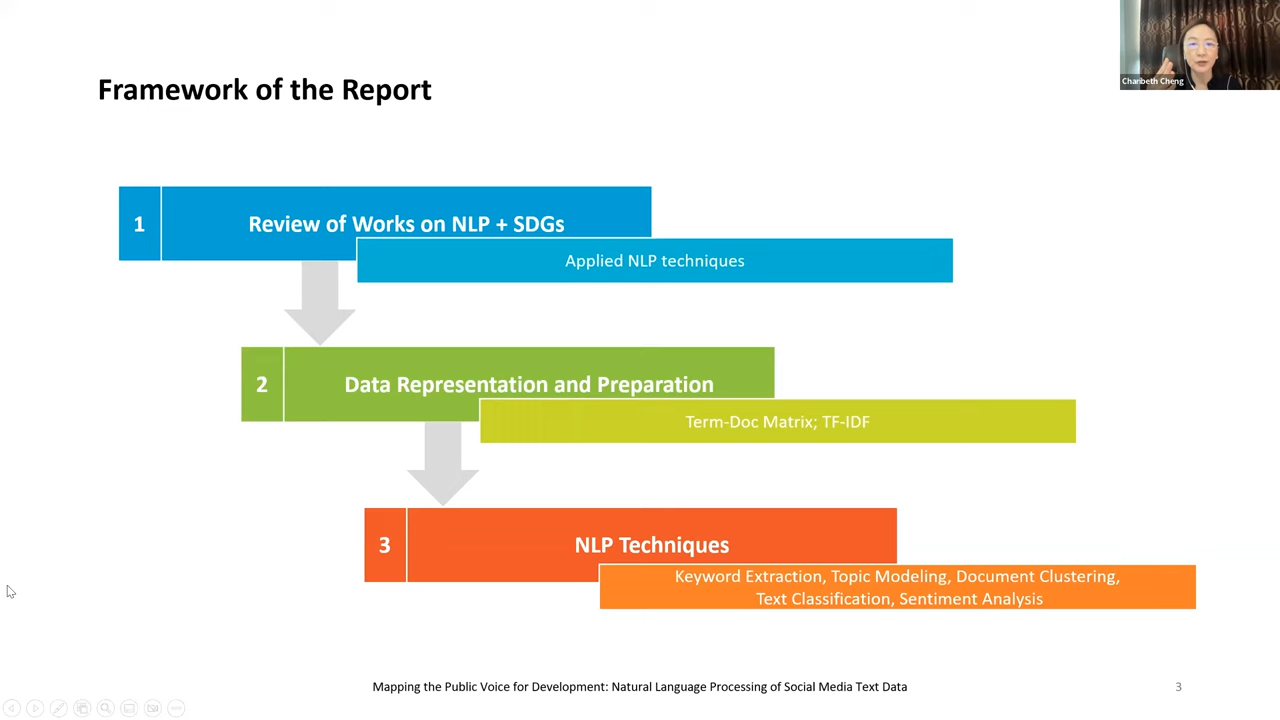 Charibeth Cheng
Framework of the Report
1
Review of Works on NLP + SDGs
Applied NLP techniques
2
Data Representation and Preparation
Term-Doc Matrix; TF-IDF
3
NLP Techniques
Keyword Extraction, Topic Modeling, Document Clustering,
Text Classification, Sentiment Analysis
Mapping the Public Voice for Development: Natural Language Processing of Social Media Text Data
3